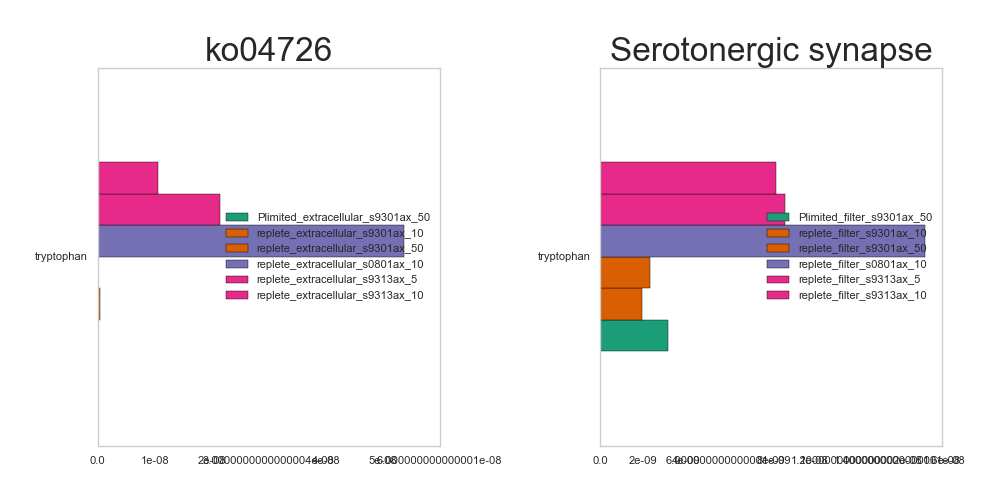 ko04726
tryptophan
Plimited_extracellular_s9301ax_50
replete_extracellular_s9301ax_10
replete_extracellular_s9301ax_50
replete_extracellular_s0801ax_10
replete_extracellular_s9313ax_5
replete_extracellular_s9313ax_10
0.0
1e-08
Serotonergic synapse
tryptophan
Plimited_filter_s9301ax_50
replete_filter_s9301ax_10
replete_filter_s9301ax_50
replete_filter_s0801ax_10
replete_filter_s9313ax_5
replete_filter_s9313ax_10
0.0
2e-09